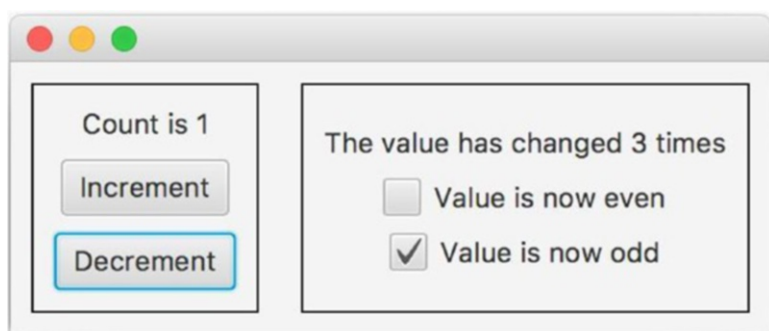 Count is 1
Increment
Decrement
The value has changed 3 times
Value is now even
Value is now odd